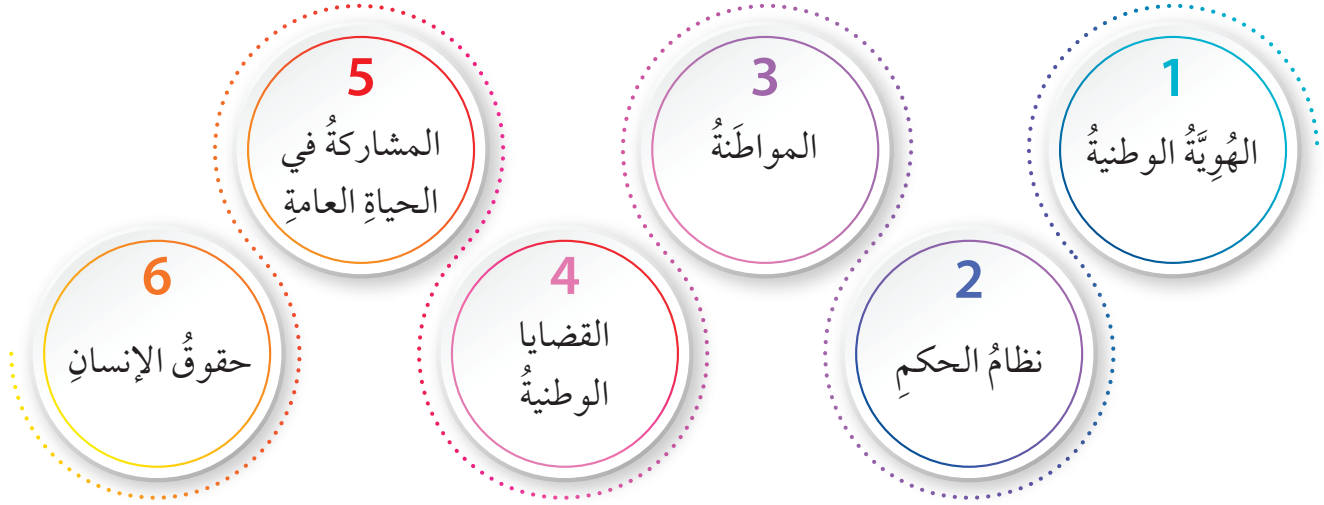 1
الهُوِيَّةُ الوطنيةُ
2
نظامُ الحكمِ
3
المواطَنةُ
4
القضايا
الوطنيةُ
5
المشاركةُ في
الحياةِ العامةِ
6
حقوقُ الإنسانِ